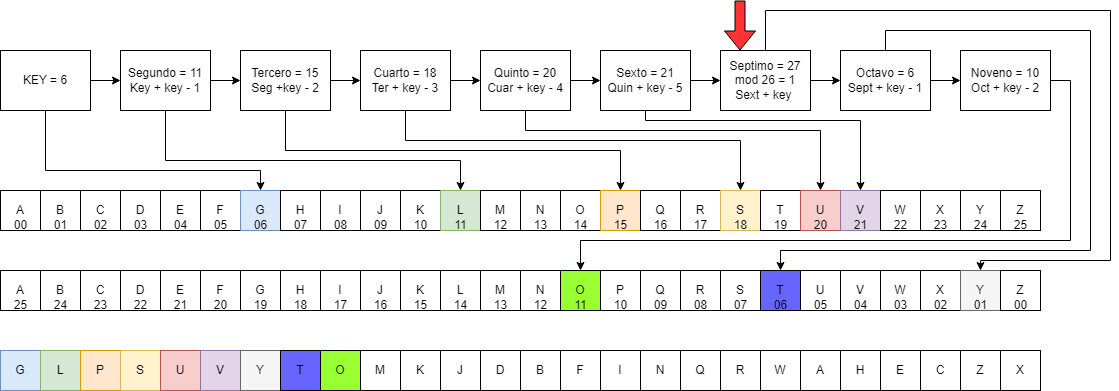 KEY = 6
Segundo = 11
Key + key - 1
Tercero = 15
Seg +key - 2
Cuarto = 18
Ter + key - 3
Quinto = 20
Cuar + key - 4
Sexto = 21
Quin + key - 5
Septimo = 27
mod 26 = 1
Sext + key
Octavo = 6
Sept + key - 1
Noveno = 10
Oct + key - 2
A B C D E F G H I J K L M N O P Q R S T U V W X Y Z
00 01 02 03 04 05 06 07 08 09 10 11 12 13 14 15 16 17 18 19 20 21 22 23 24 25
A B C D E F G H I J K L M N O P Q R S T U V W X Y Z
25 24 23 22 21 20 19 18 17 16 15 14 13 12 11 10 09 08 07 06 05 04 03 02 01 00
G L P S U V Y T O M K J D B F I N Q R W A H E C Z X